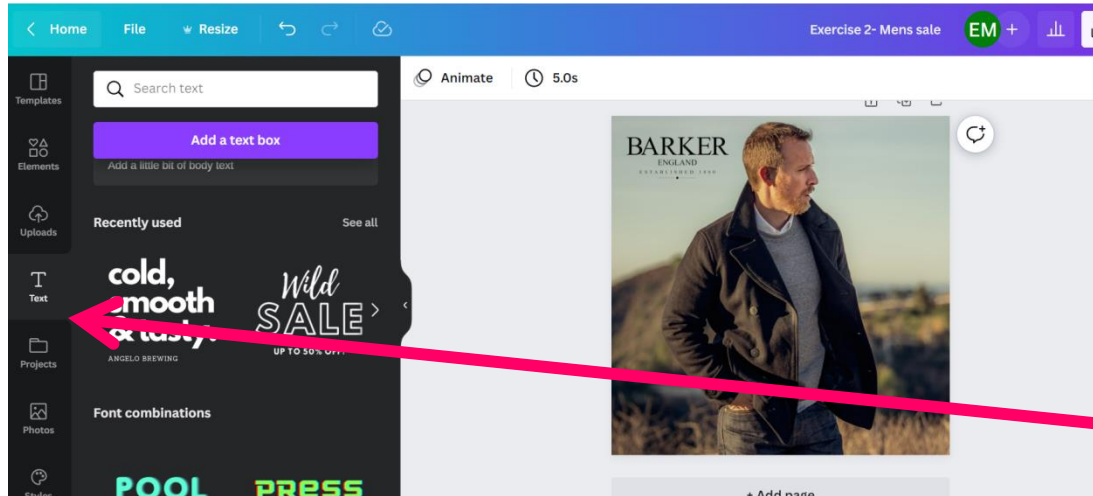 Home File Resize Exercise 2- Mens sale EM +
Templates
Elements
Uploads
Text
Projects
Photos
Styles
Search text
Add a text box
Add a little bit of body text
Recently used See all
cold,
smooth
& tasty.
ANGELO BREWING
Wild
SALE
UP TO 50% OFF!
Font combinations
POOL
PRESS
Animate 5.0s
BARKER
ENGLAND
ESTABLISHED 1880
+ Add page